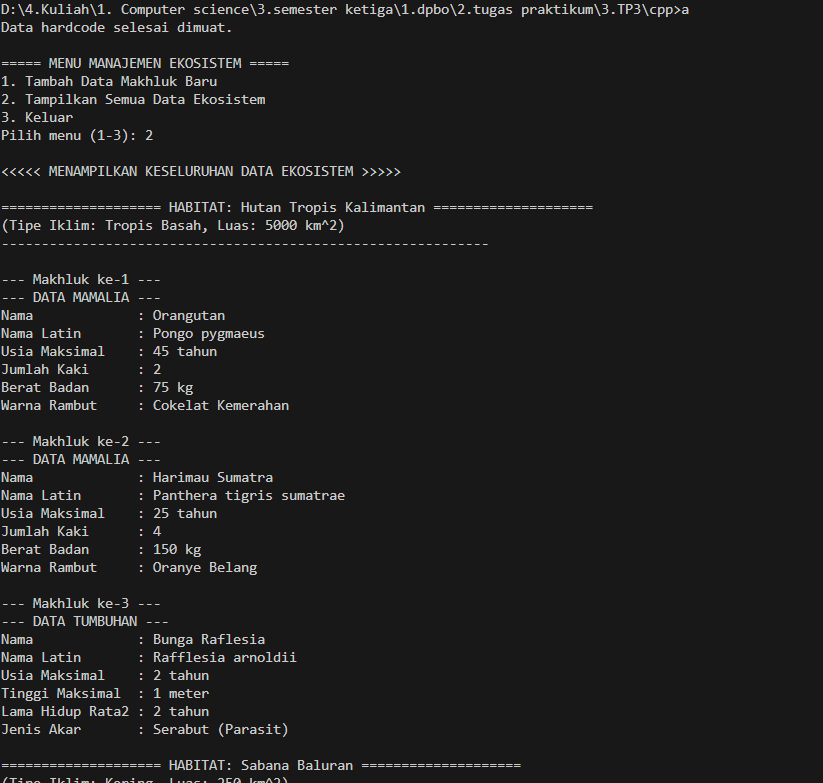 D:\4.Kuliah\1. Computer science\3.semester ketiga\1.dpbo\2.tugas praktikum\3.TP3\cpp>a
Data hardcode selesai dimuat.
===== MENU MANAJEMEN EKOSISTEM =====
1. Tambah Data Makhluk Baru
2. Tampilkan Semua Data Ekosistem
3. Keluar
Pilih menu (1-3): 2
<<<<< MENAMPILKAN KESELURUHAN DATA EKOSISTEM >>>>>
==================== HABITAT: Hutan Tropis Kalimantan ====================
(Tipe Iklim: Tropis Basah, Luas: 5000 km^2)
-------------------------------------------------------------
--- Makhluk ke-1 ---
--- DATA MAMALIA ---
Nama             : Orangutan
Nama Latin       : Pongo pygmaeus
Usia Maksimal    : 45 tahun
Jumlah Kaki      : 2
Berat Badan      : 75 kg
Warna Rambut     : Cokelat Kemerahan
--- Makhluk ke-2 ---
--- DATA MAMALIA ---
Nama             : Harimau Sumatra
Nama Latin       : Panthera tigris sumatrae
Usia Maksimal    : 25 tahun
Jumlah Kaki      : 4
Berat Badan      : 150 kg
Warna Rambut     : Oranye Belang
--- Makhluk ke-3 ---
--- DATA TUMBUHAN ---
Nama             : Bunga Raflesia
Nama Latin       : Rafflesia arnoldii
Usia Maksimal    : 2 tahun
Tinggi Maksimal  : 1 meter
Lama Hidup Rata2 : 2 tahun
Jenis Akar       : Serabut (Parasit)
==================== HABITAT: Sabana Baluran ====================
(Tipe Iklim: Kering, Luas: 250 km^2)